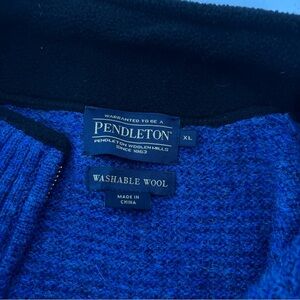 WARRANTED TO BE A
PENDLETON®
XL
PENDLETON WOOLEN MILLS
SINCE 1863
WASHABLE WOOL
MADE IN
CHINA